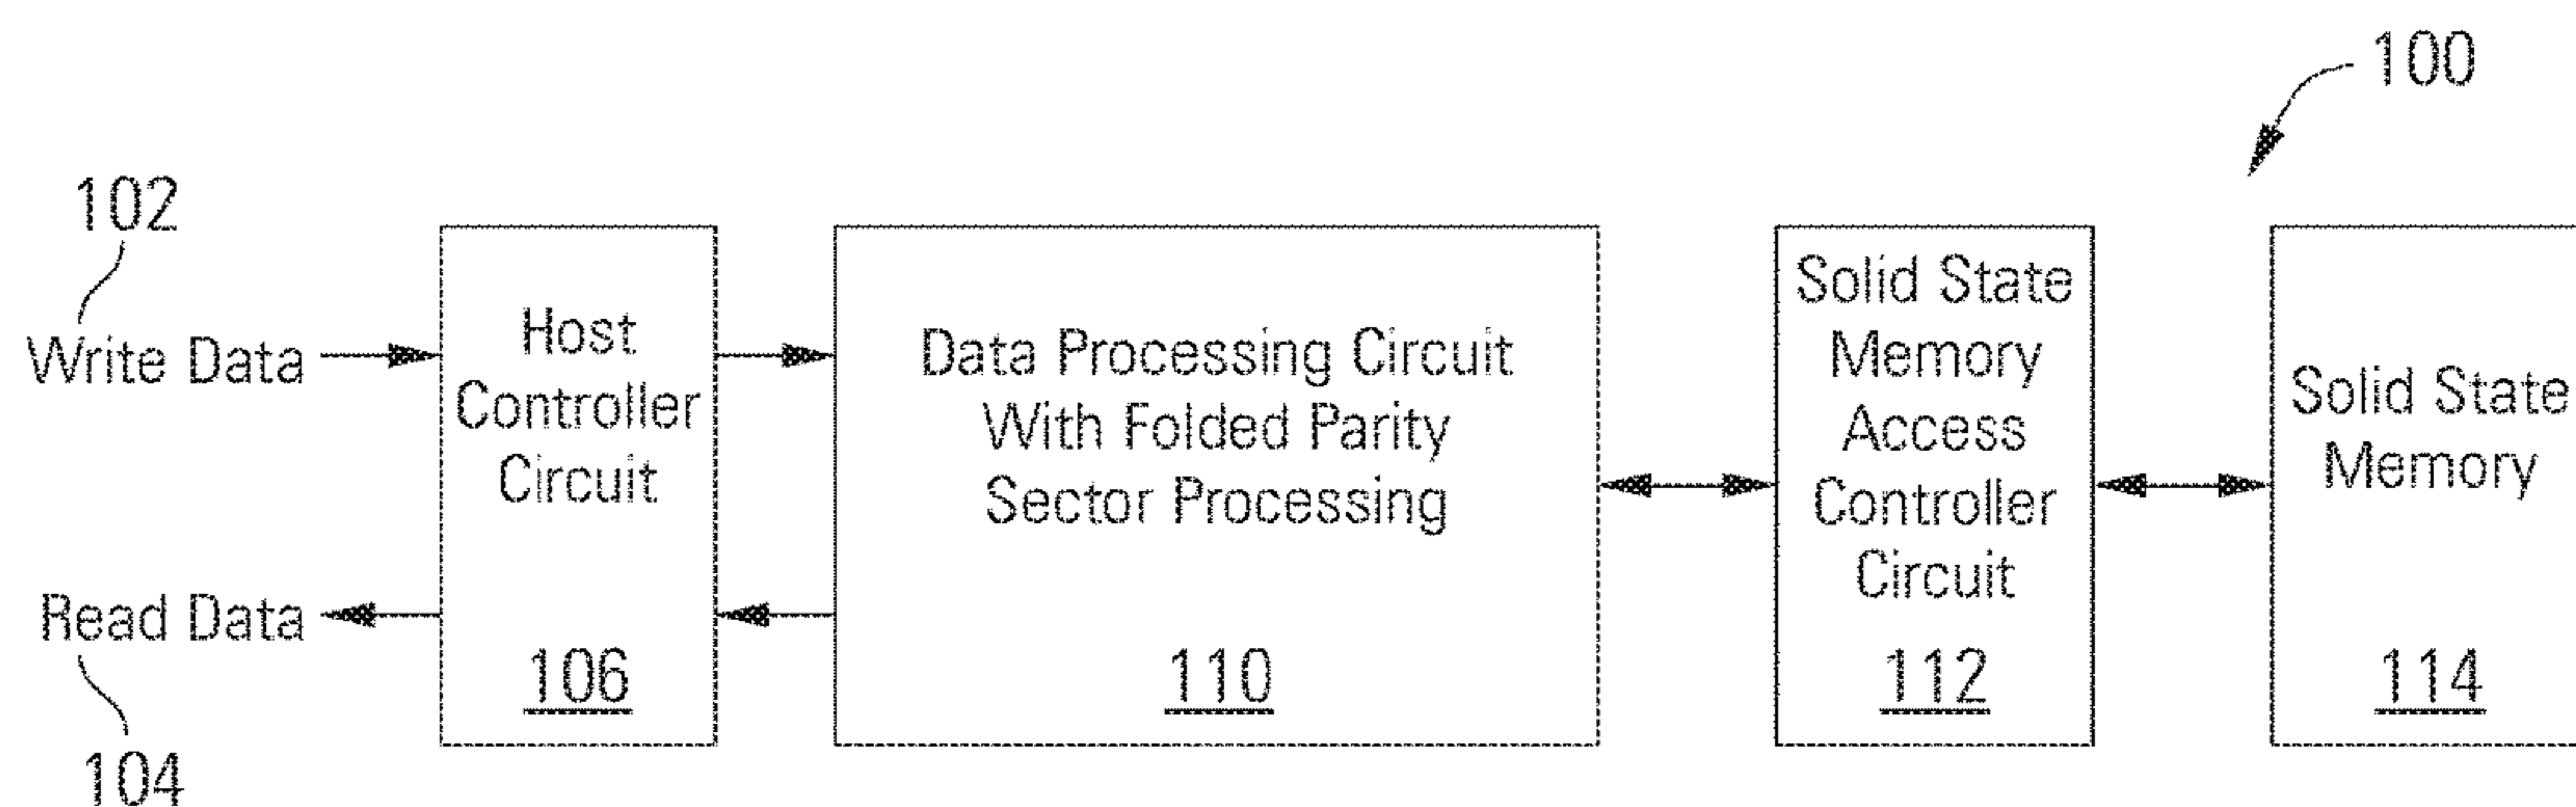 100
102
Write Data
Read Data
104
Host
Controller
Circuit
106
Data Processing Circuit
With Folded Parity
Sector Processing
110
Solid State
Memory
Access
Controller
Circuit
112
Solid State
Memory
114